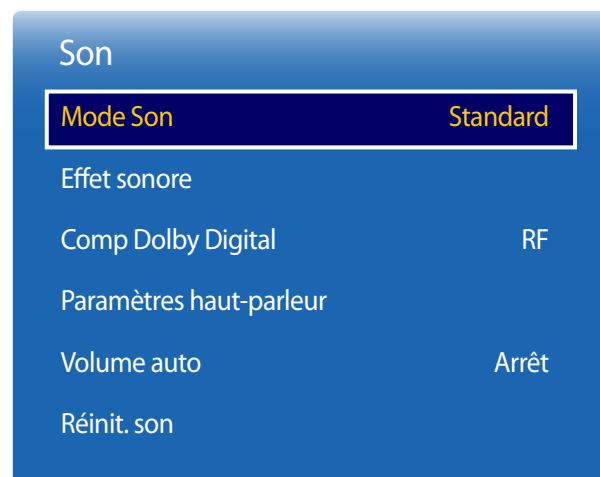 Son
Mode Son Standard
Effet sonore
Comp Dolby Digital RF
Paramètres haut-parleur
Volume auto Arrêt
Réinit. son